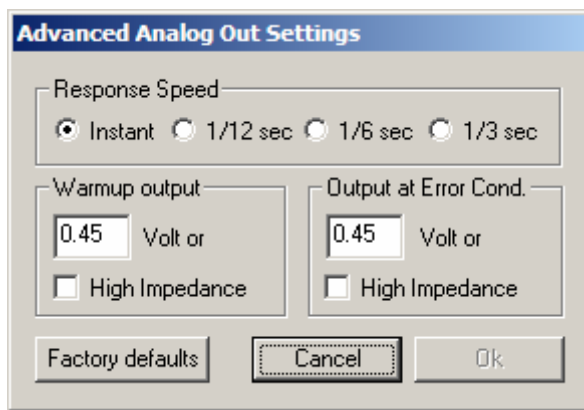 Advanced Analog Out Settings
Response Speed
Instant 1/12 sec 1/6 sec 1/3 sec
Warmup output
0.45 Volt or
High Impedance
Output at Error Cond.
0.45 Volt or
High Impedance
Factory defaults Cancel Ok